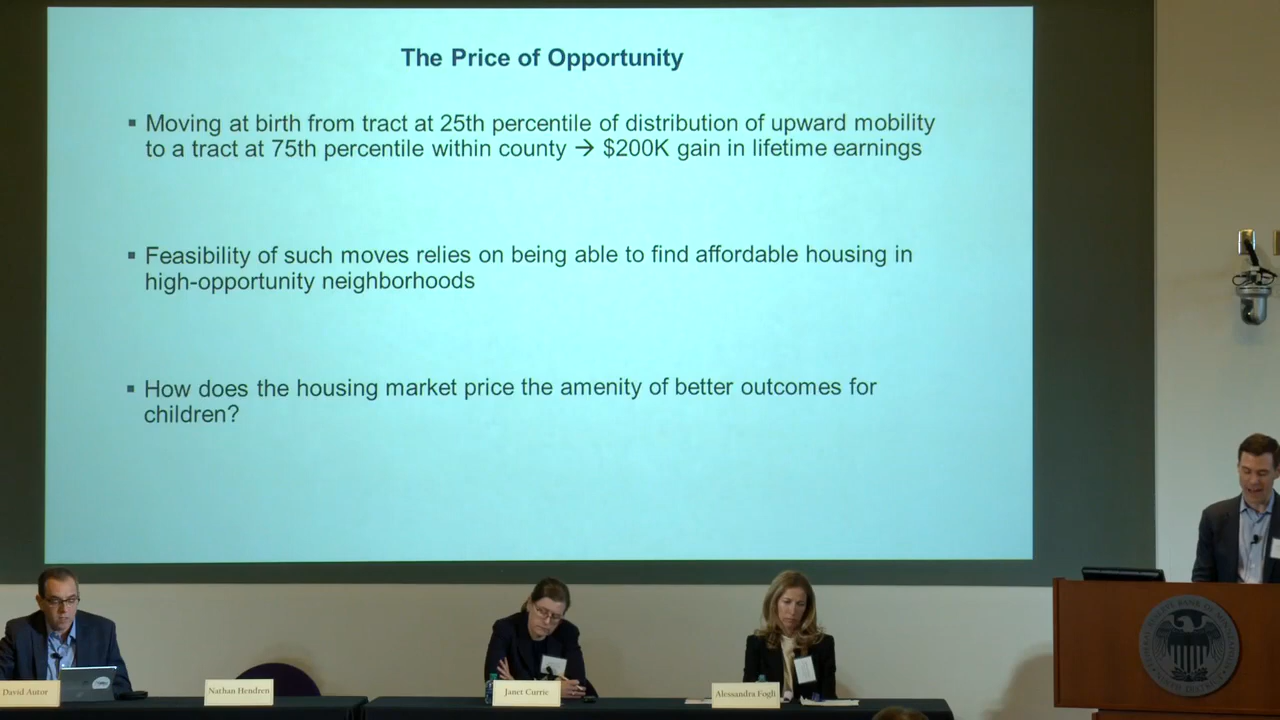 The Price of Opportunity
▪ Moving at birth from tract at 25th percentile of distribution of upward mobility
to a tract at 75th percentile within county → $200K gain in lifetime earnings
▪ Feasibility of such moves relies on being able to find affordable housing in
high-opportunity neighborhoods
▪ How does the housing market price the amenity of better outcomes for
children?
David Autor
Nathan Hendren
Janet Currie
Alessandra Fogli